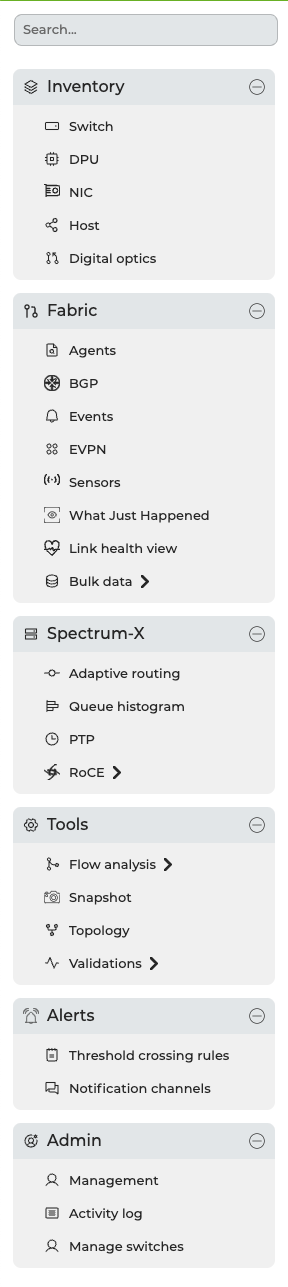 Search...
Inventory
Switch
DPU
NIC
Host
Digital optics
Fabric
Agents
BGP
Events
EVPN
Sensors
What Just Happened
Link health view
Bulk data
Spectrum-X
Adaptive routing
Queue histogram
PTP
RoCE
Tools
Flow analysis
Snapshot
Topology
Validations
Alerts
Threshold crossing rules
Notification channels
Admin
Management
Activity log
Manage switches